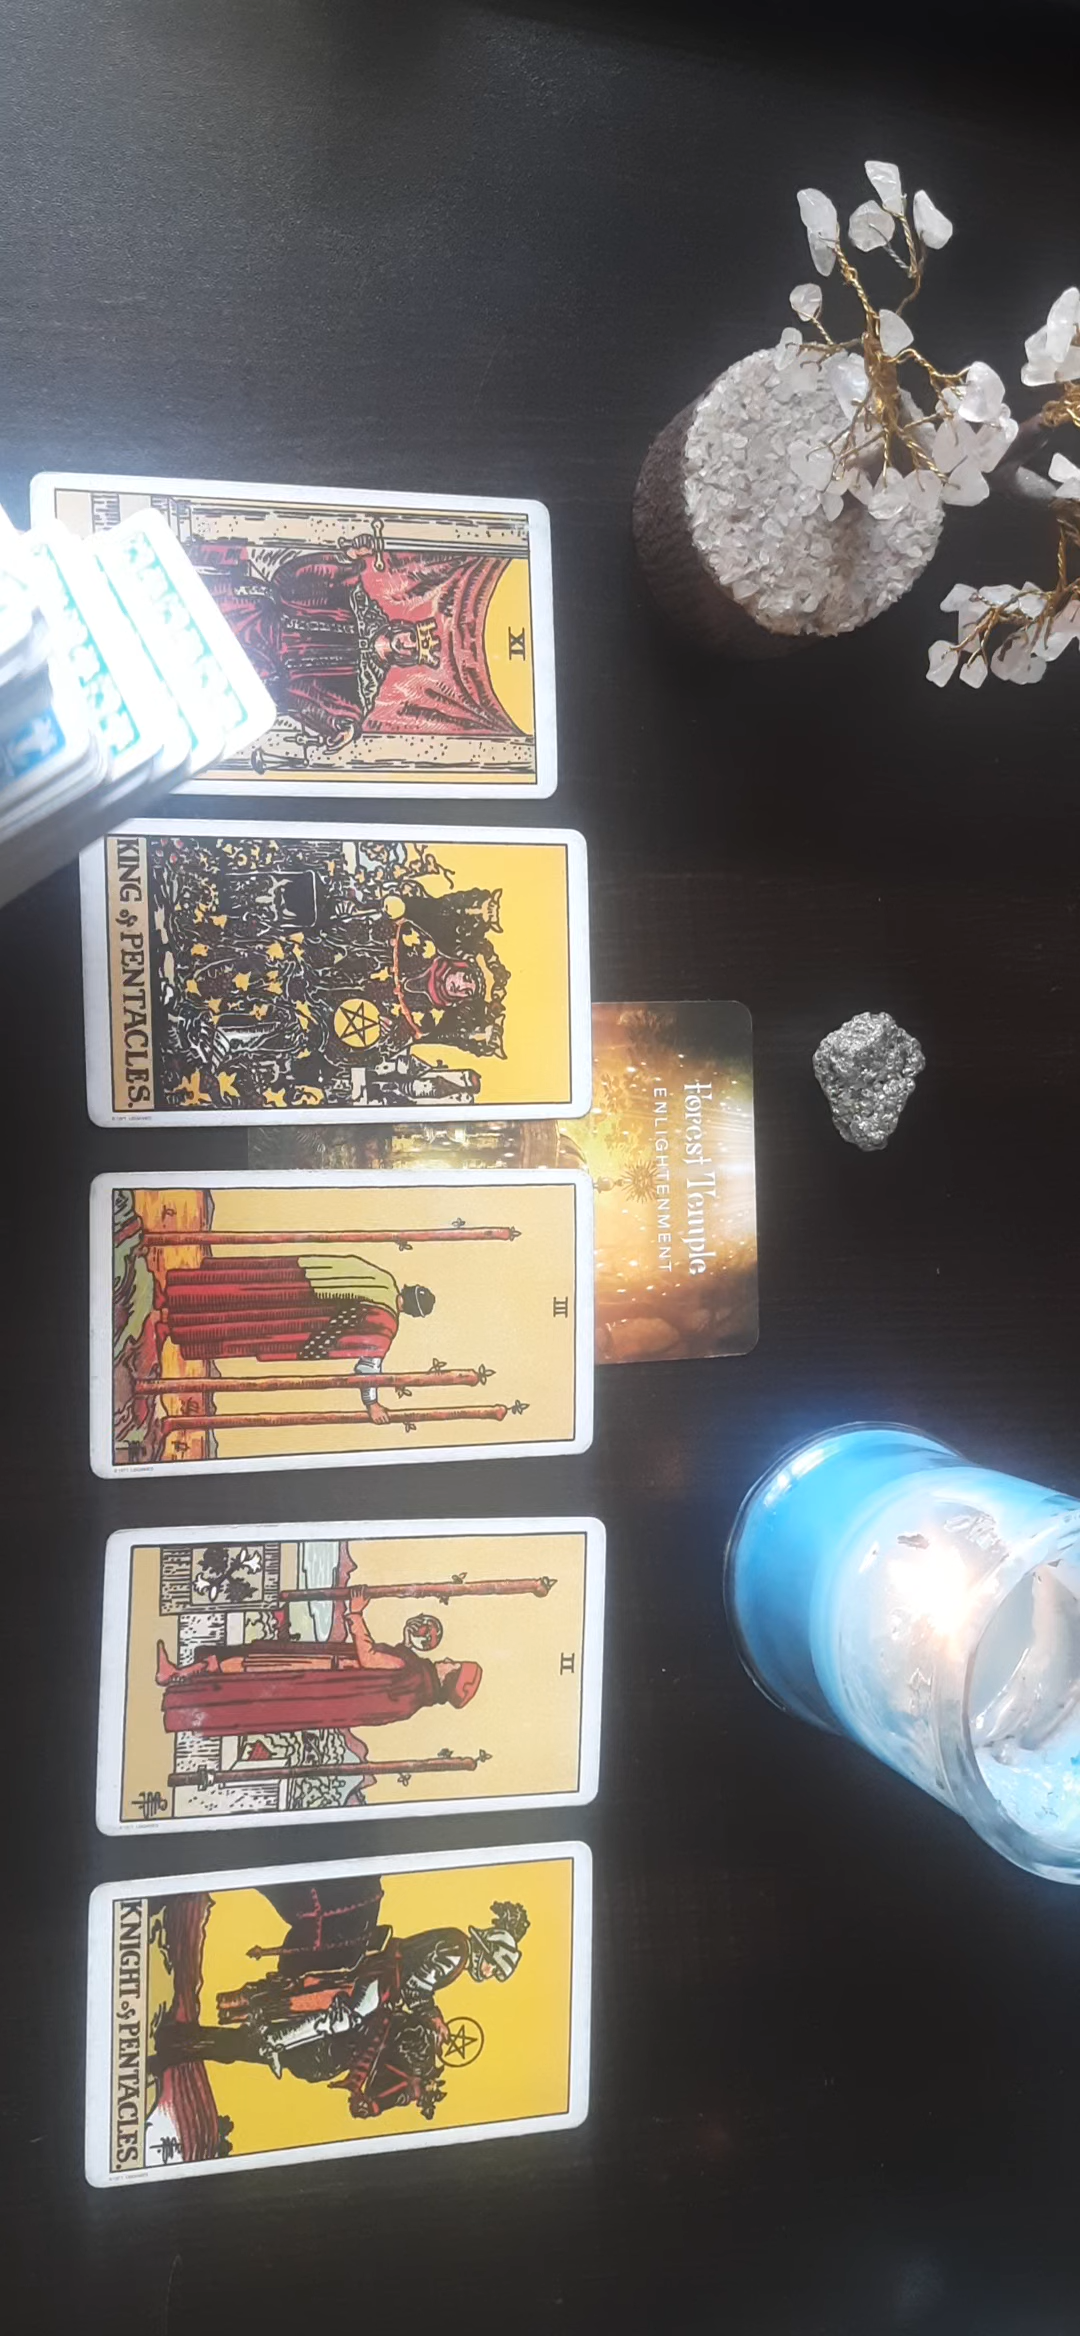 XI
KING of PENTACLES.
Forest Temple
ENLIGHTENMENT
III
II
KNIGHT of PENTACLES.